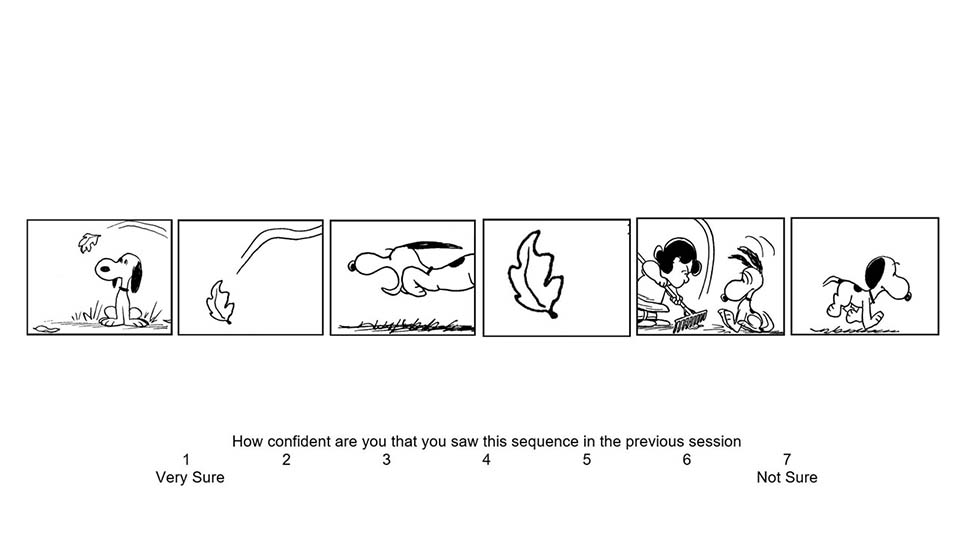 How confident are you that you saw this sequence in the previous session
1 2 3 4 5 6 7
Very Sure Not Sure